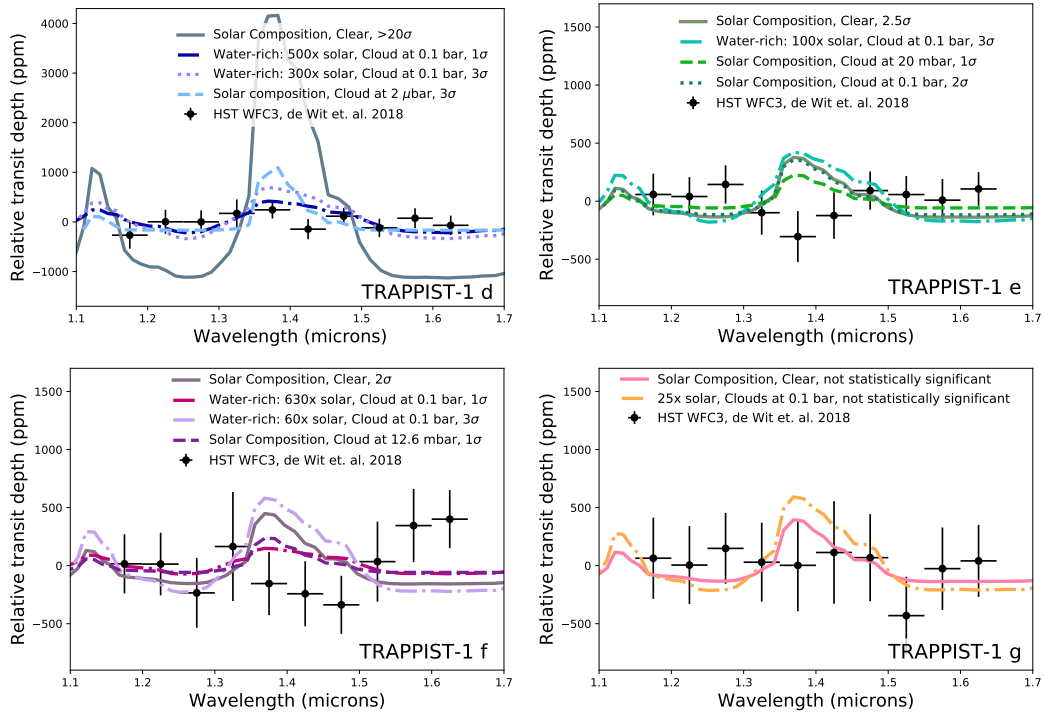 Relative transit depth (ppm)
4000
3000
2000
1000
0
−1000
Solar Composition, Clear, >20σ
Water-rich: 500x solar, Cloud at 0.1 bar, 1σ
Water-rich: 300x solar, Cloud at 0.1 bar, 3σ
Solar composition, Cloud at 2 μbar, 3σ
HST WFC3, de Wit et. al. 2018
TRAPPIST-1 d
1.1 1.2 1.3 1.4 1.5 1.6 1.7
Wavelength (microns)
Relative transit depth (ppm)
1500
1000
500
0
−500
Solar Composition, Clear, 2.5σ
Water-rich: 100x solar, Cloud at 0.1 bar, 3σ
Solar Composition, Cloud at 20 mbar, 1σ
Solar Composition, Cloud at 0.1 bar, 2σ
HST WFC3, de Wit et. al. 2018
TRAPPIST-1 e
1.1 1.2 1.3 1.4 1.5 1.6 1.7
Wavelength (microns)
Relative transit depth (ppm)
1500
1000
500
0
−500
Solar Composition, Clear, 2σ
Water-rich: 630x solar, Cloud at 0.1 bar, 1σ
Water-rich: 60x solar, Cloud at 0.1 bar, 3σ
Solar Composition, Cloud at 12.6 mbar, 1σ
HST WFC3, de Wit et. al. 2018
TRAPPIST-1 f
1.1 1.2 1.3 1.4 1.5 1.6 1.7
Wavelength (microns)
Relative transit depth (ppm)
1500
1000
500
0
−500
Solar Composition, Clear, not statistically significant
25x solar, Clouds at 0.1 bar, not statistically significant
HST WFC3, de Wit et. al. 2018
TRAPPIST-1 g
1.1 1.2 1.3 1.4 1.5 1.6 1.7
Wavelength (microns)